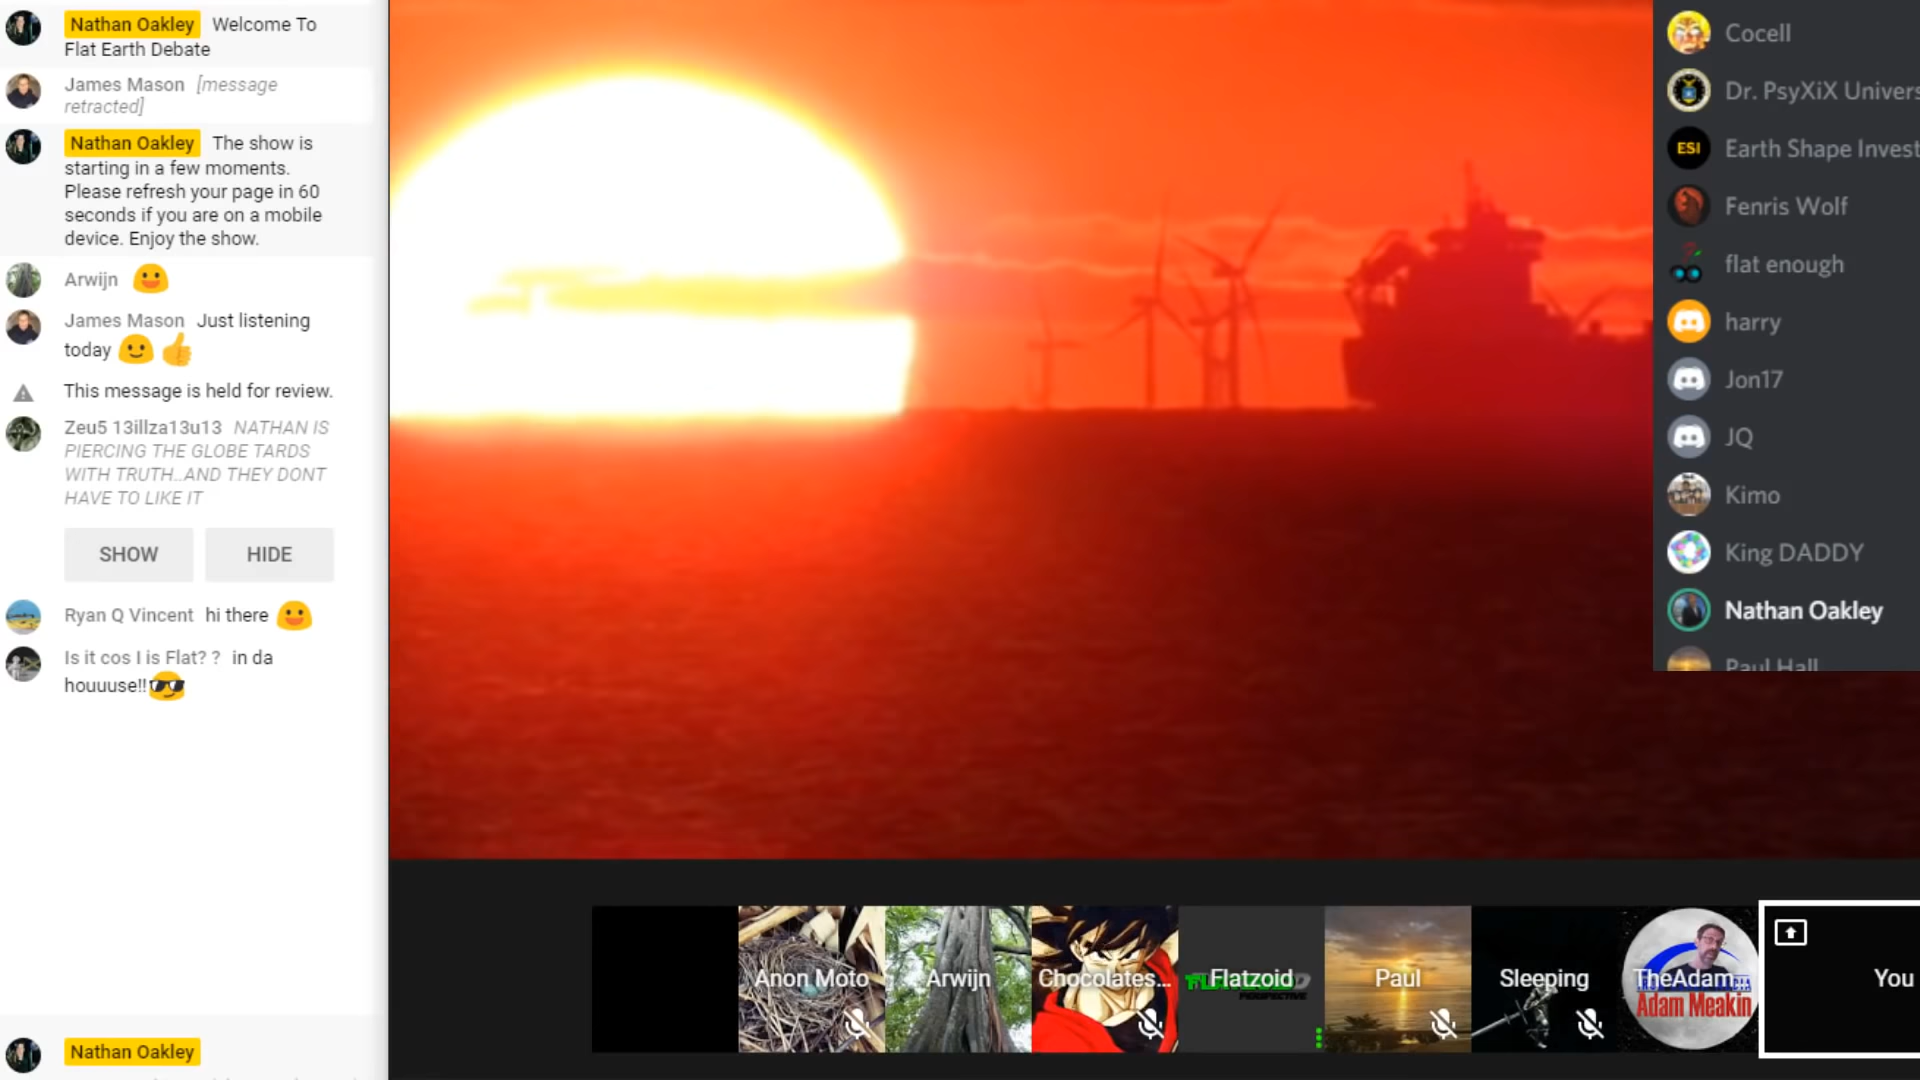 Nathan Oakley Welcome To
Flat Earth Debate
James Mason [message
retracted]
Nathan Oakley The show is
starting in a few moments.
Please refresh your page in 60
seconds if you are on a mobile
device. Enjoy the show.
Arwijn
James Mason Just listening
today
This message is held for review.
Zeu5 13illza13u13 NATHAN IS
PIERCING THE GLOBE TARDS
WITH TRUTH..AND THEY DONT
HAVE TO LIKE IT
SHOW HIDE
Ryan Q Vincent hi there
Is it cos I is Flat? ? in da
houuuse!!
Nathan Oakley
Cocell
Dr. PsyXiX Univers
ESI
Earth Shape Invest
Fenris Wolf
flat enough
harry
Jon17
JQ
Kimo
King DADDY
Nathan Oakley
Paul Hall
Anon Moto
Arwijn
Chocolates...
Flatzoid
PERSPECTIVE
Paul
Sleeping
TheAdam...
Adam Meakin
You